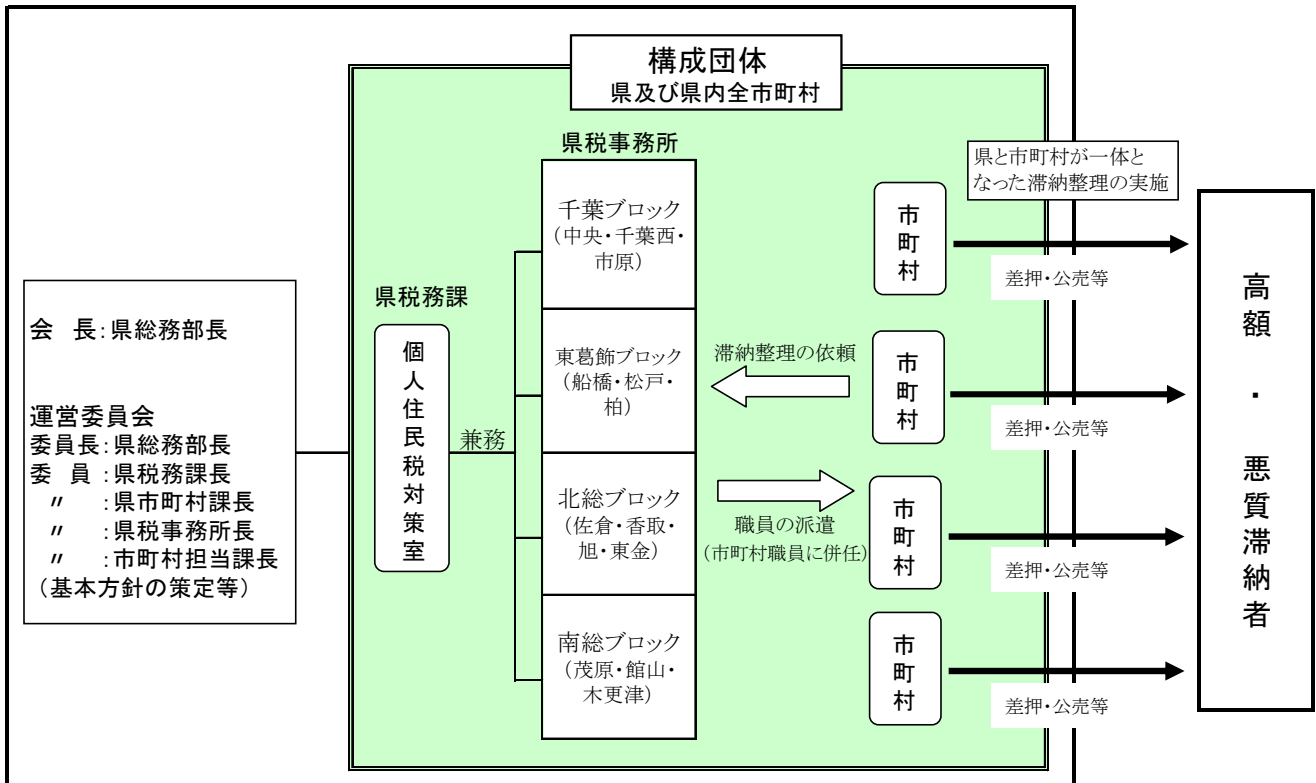 構成団体
県及び県内全市町村
会　長：県総務部長
運営委員会
委員長：県総務部長
委　員：県税務課長
〃　：県市町村課長
〃　：県税事務所長
〃　：市町村担当課長
（基本方針の策定等）
県税務課
個人住民税対策室
兼務
県税事務所
千葉ブロック
（中央・千葉西・
市原）
東葛飾ブロック
（船橋・松戸・
柏）
北総ブロック
（佐倉・香取・
旭・東金）
南総ブロック
（茂原・館山・
木更津）
滞納整理の依頼
職員の派遣
（市町村職員に併任）
市町村
市町村
市町村
市町村
県と市町村が一体と
なった滞納整理の実施
差押・公売等
差押・公売等
差押・公売等
差押・公売等
高額・悪質滞納者